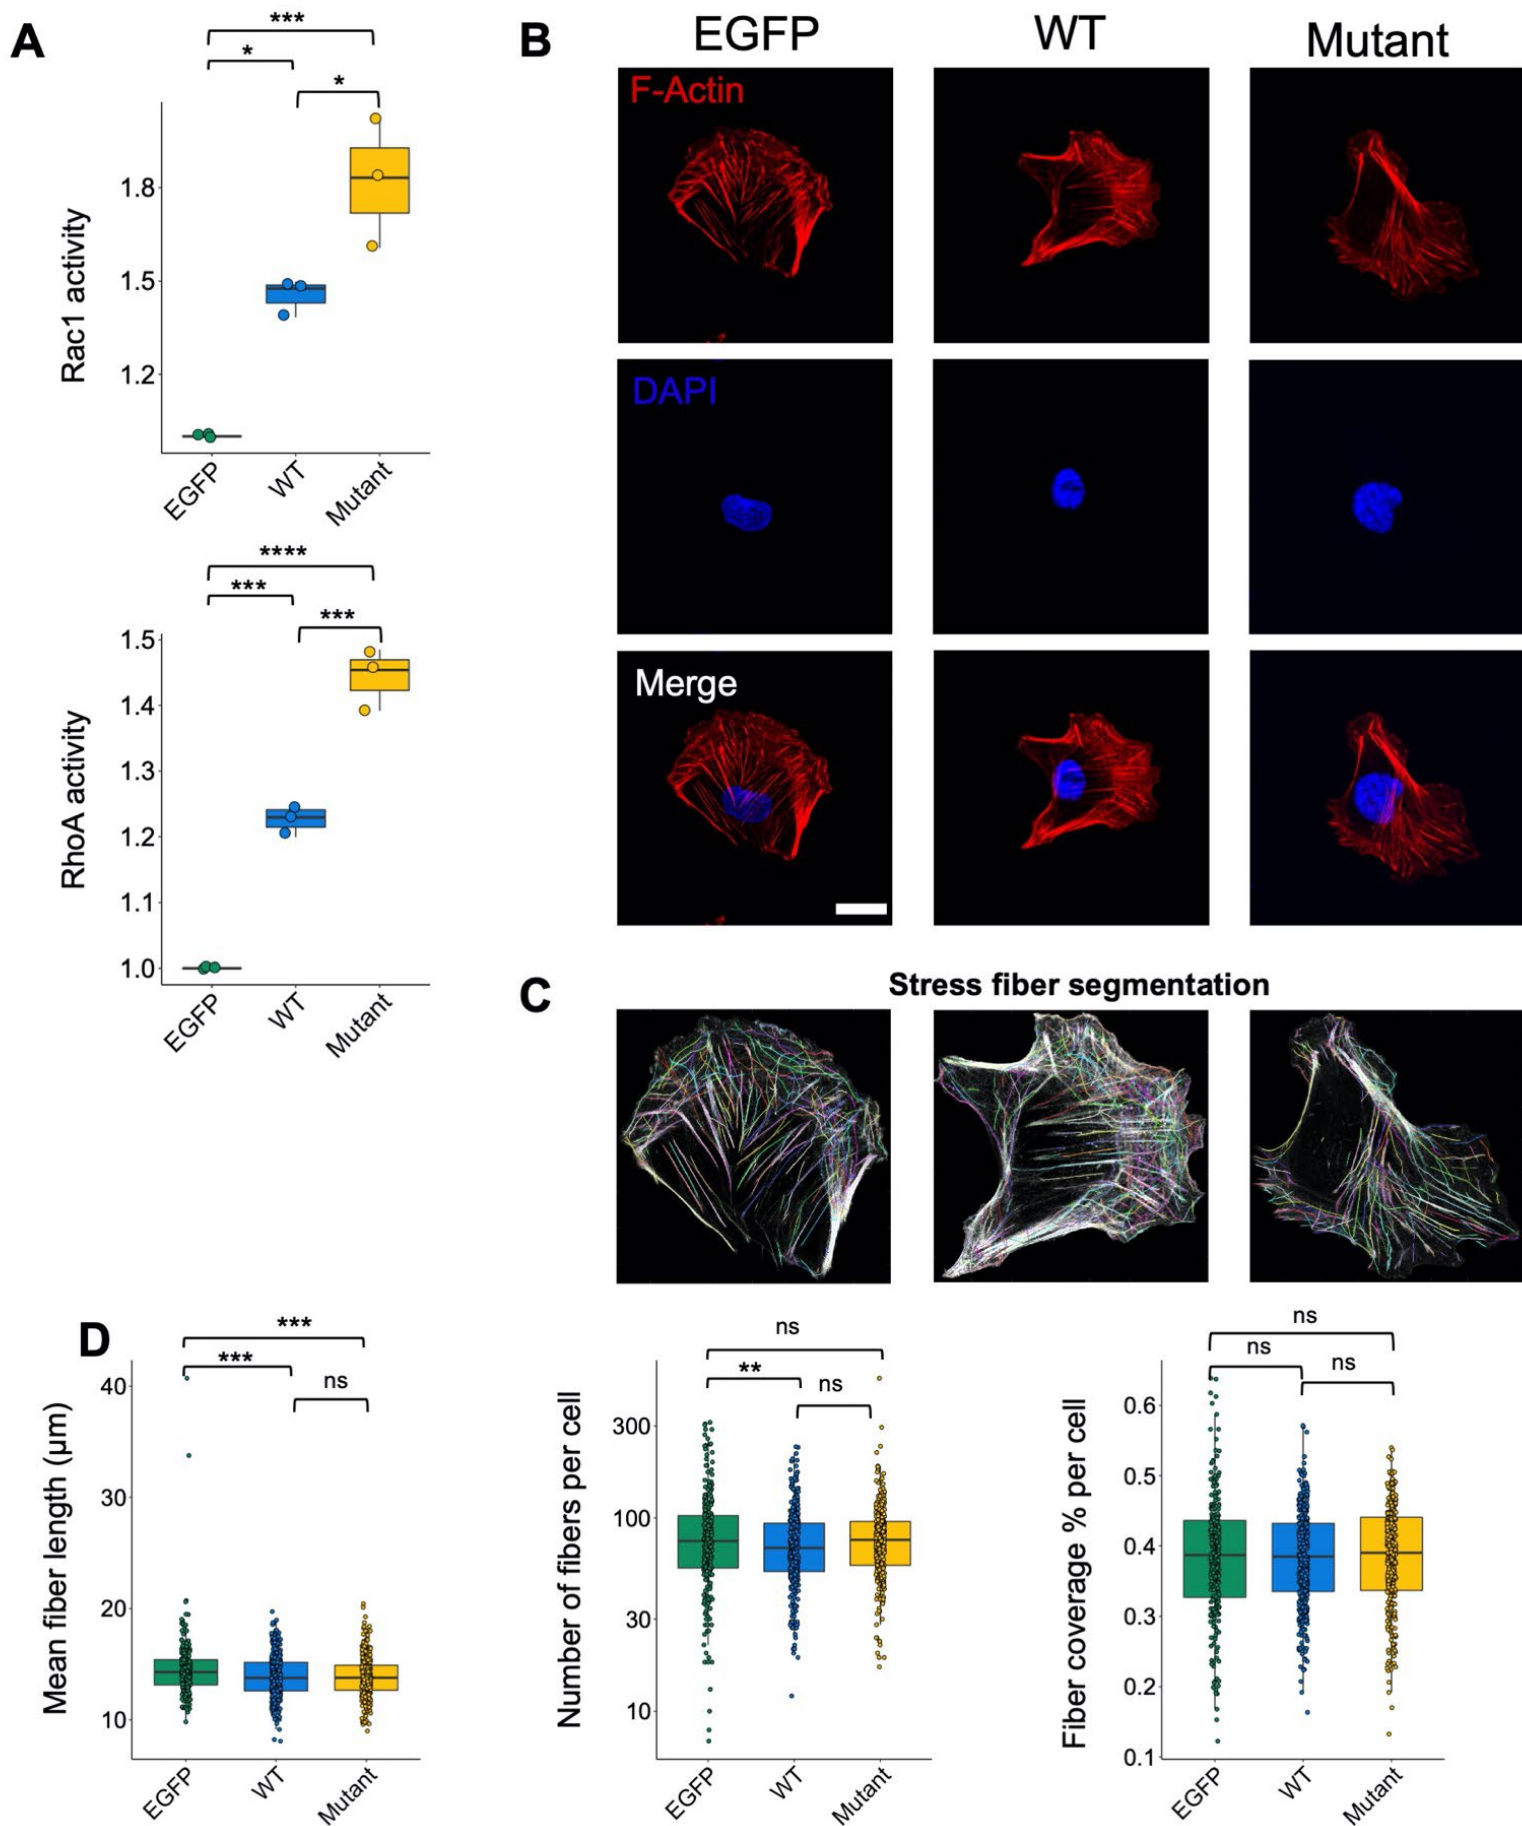 A
***
*
*
1.8
1.5
1.2
Rac1 activity
EGFP
WT
Mutant
****
***
***
1.5
1.4
1.3
1.2
1.1
1.0
RhoA activity
EGFP
WT
Mutant
B
EGFP
WT
Mutant
F-Actin
DAPI
Merge
C
Stress fiber segmentation
D
***
***
ns
40
30
20
10
Mean fiber length (µm)
EGFP
WT
Mutant
ns
**
ns
300
100
30
10
Number of fibers per cell
EGFP
WT
Mutant
ns
ns
ns
0.6
0.5
0.4
0.3
0.2
0.1
Fiber coverage % per cell
EGFP
WT
Mutant